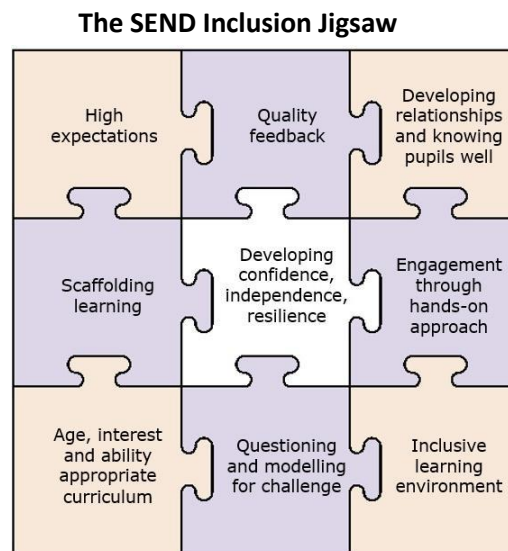 The SEND Inclusion Jigsaw
High
expectations
Quality
feedback
Developing
relationships
and knowing
pupils well
Scaffolding
learning
Developing
confidence,
independence,
resilience
Engagement
through
hands-on
approach
Age, interest
and ability
appropriate
curriculum
Questioning
and modelling
for challenge
Inclusive
learning
environment